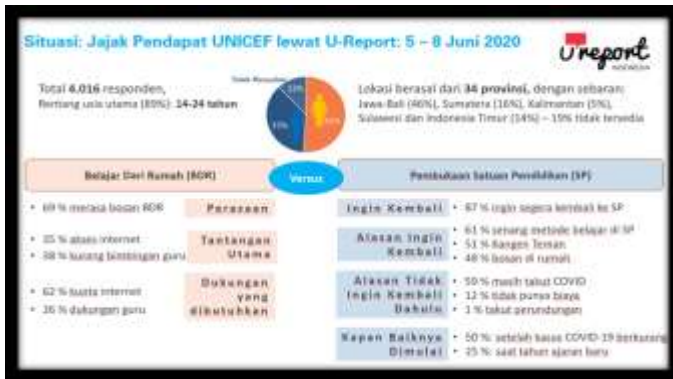 Situasi: Jajak Pendapat UNICEF lewat U-Report: 5 – 8 Juni 2020
Ureport
INDONESIA
Total 4,016 responden,
Rentang usia utama (89%): 14-24 tahun
Lokasi berasal dari 34 provinsi, dengan sebaran:
Jawa-Bali (46%), Sumatera (16%), Kalimantan (5%),
Sulawesi dan Indonesia Timur (14%) – 19% tidak tersedia
Belajar Dari Rumah (BDR)
Versus
Pembukaan Satuan Pendidikan (SP)
• 69 % merasa bosan BDR
Perasaan
• 35 % akses internet
• 38 % kurang bimbingan guru
Tantangan
Utama
• 62 % kuota internet
• 26 % dukungan guru
Dukungan
yang
dibutuhkan
Ingin Kembali
• 87 % ingin segera kembali ke SP
Alasan Ingin
Kembali
• 61 % senang metode belajar di SP
• 51 % Kangen Teman
• 48 % bosan di rumah
Alasan Tidak
Ingin Kembali
Dahulu
• 59 % masih takut COVID
• 12 % tidak punya biaya
• 1 % takut perundungan
Kapan Baiknya
Dimulai
• 50 % setelah kasus COVID-19 berkurang
• 25 % saat tahun ajaran baru